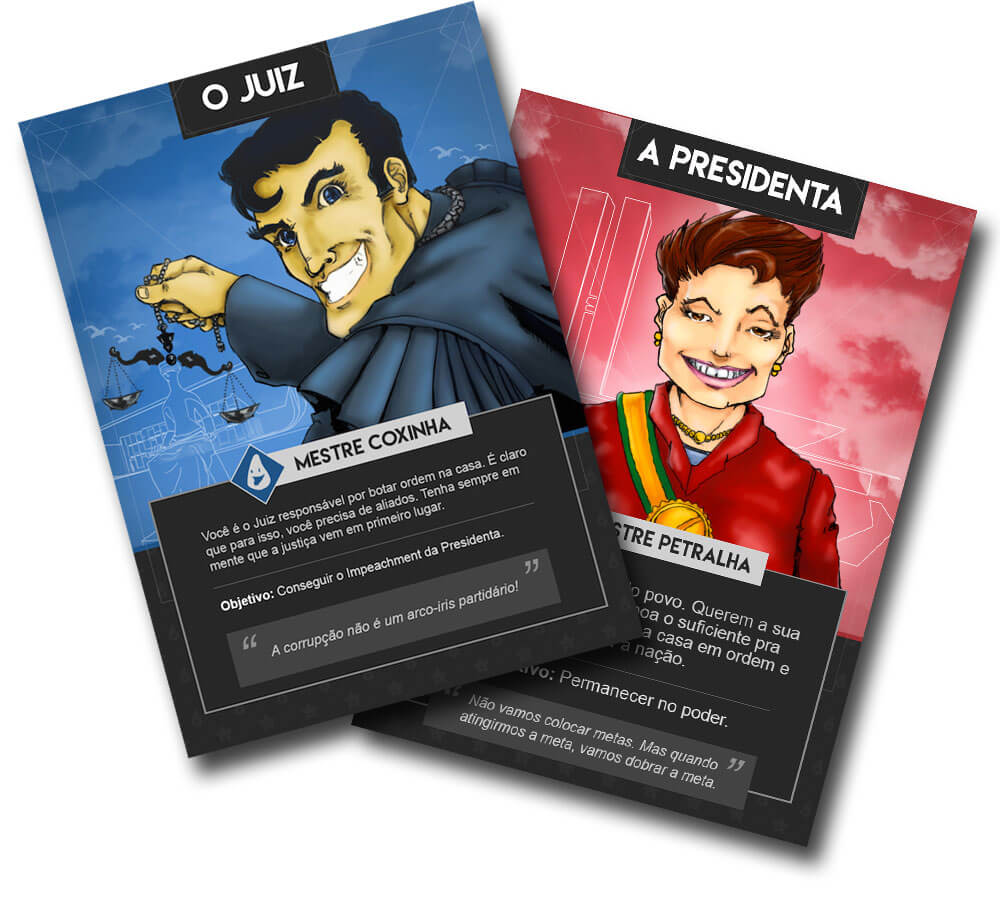 O JUIZ
MESTRE COXINHA
Você é o Juiz responsável por botar ordem na casa. É claro
que para isso, você precisa de aliados. Tenha sempre em
mente que a justiça vem em primeiro lugar.
Objetivo: Conseguir o Impeachment da Presidenta.
“ A corrupção não é um arco-iris partidário! ”
A PRESIDENTA
STRE PETRALHA
o povo. Querem a sua
oa o suficiente pra
a casa em ordem e
a nação.
tivo: Permanecer no poder.
“ Não vamos colocar metas. Mas quando
atingirmos a meta, vamos dobrar a meta. ”